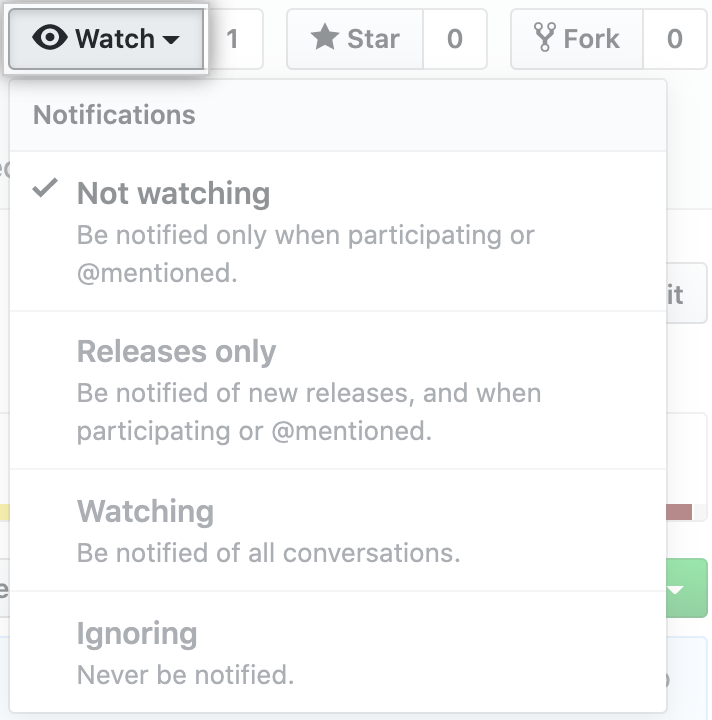 Watch 1 Star 0 Fork 0
Notifications
Not watching
Be notified only when participating or
@mentioned.
it
Releases only
Be notified of new releases, and when
participating or @mentioned.
Watching
Be notified of all conversations.
Ignoring
Never be notified.